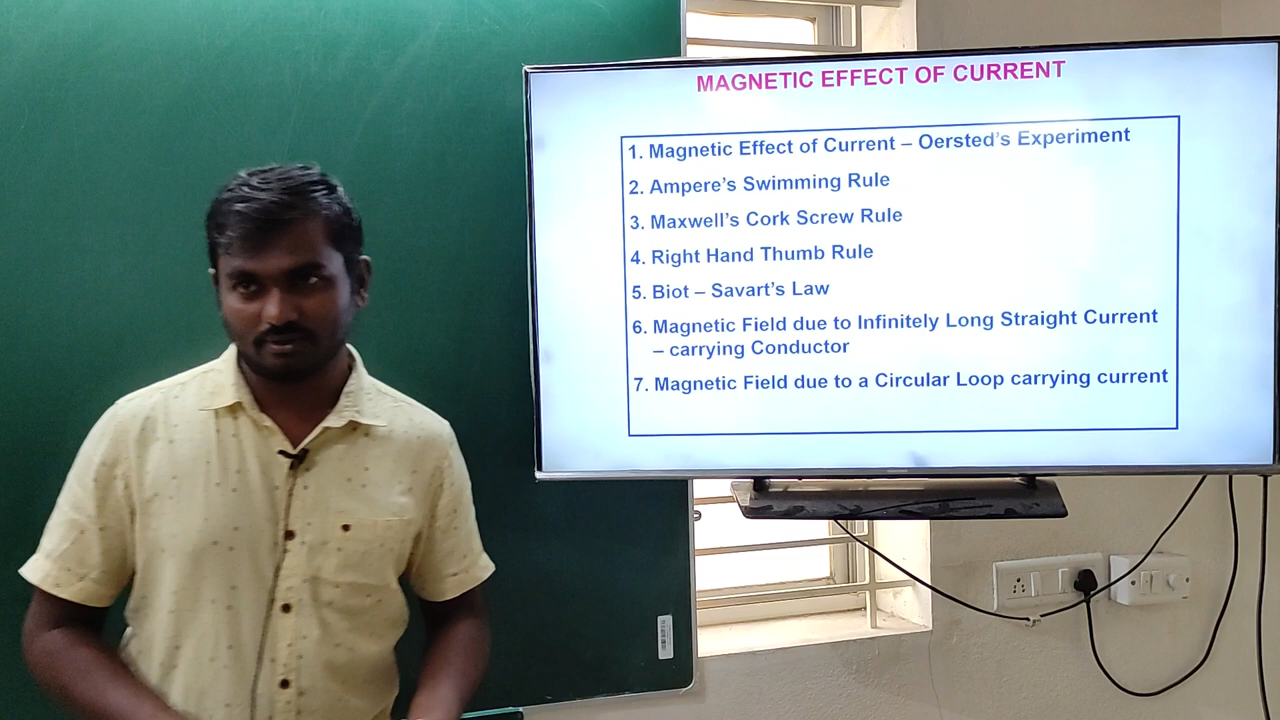 MAGNETIC EFFECT OF CURRENT
1. Magnetic Effect of Current – Oersted's Experiment
2. Ampere's Swimming Rule
3. Maxwell's Cork Screw Rule
4. Right Hand Thumb Rule
5. Biot – Savart's Law
6. Magnetic Field due to Infinitely Long Straight Current
– carrying Conductor
7. Magnetic Field due to a Circular Loop carrying current